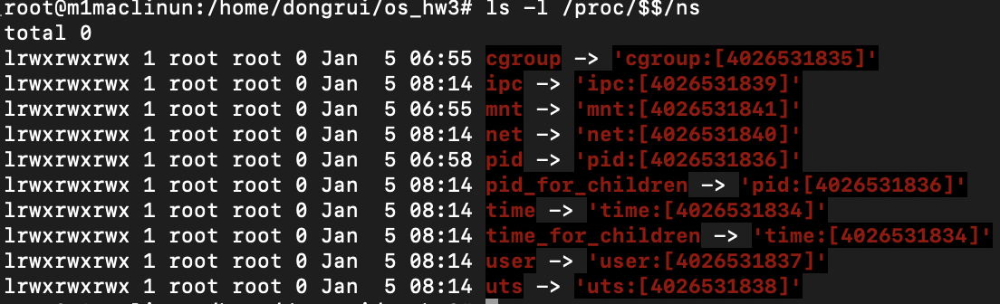 root@m1maclinun:/home/dongrui/os_hw3# ls -l /proc/$$/ns
total 0
lrwxrwxrwx 1 root root 0 Jan  5 06:55 cgroup -> 'cgroup:[4026531835]'
lrwxrwxrwx 1 root root 0 Jan  5 08:14 ipc -> 'ipc:[4026531839]'
lrwxrwxrwx 1 root root 0 Jan  5 06:55 mnt -> 'mnt:[4026531841]'
lrwxrwxrwx 1 root root 0 Jan  5 08:14 net -> 'net:[4026531840]'
lrwxrwxrwx 1 root root 0 Jan  5 06:58 pid -> 'pid:[4026531836]'
lrwxrwxrwx 1 root root 0 Jan  5 08:14 pid_for_children -> 'pid:[4026531836]'
lrwxrwxrwx 1 root root 0 Jan  5 08:14 time -> 'time:[4026531834]'
lrwxrwxrwx 1 root root 0 Jan  5 08:14 time_for_children -> 'time:[4026531834]'
lrwxrwxrwx 1 root root 0 Jan  5 08:14 user -> 'user:[4026531837]'
lrwxrwxrwx 1 root root 0 Jan  5 08:14 uts -> 'uts:[4026531838]'